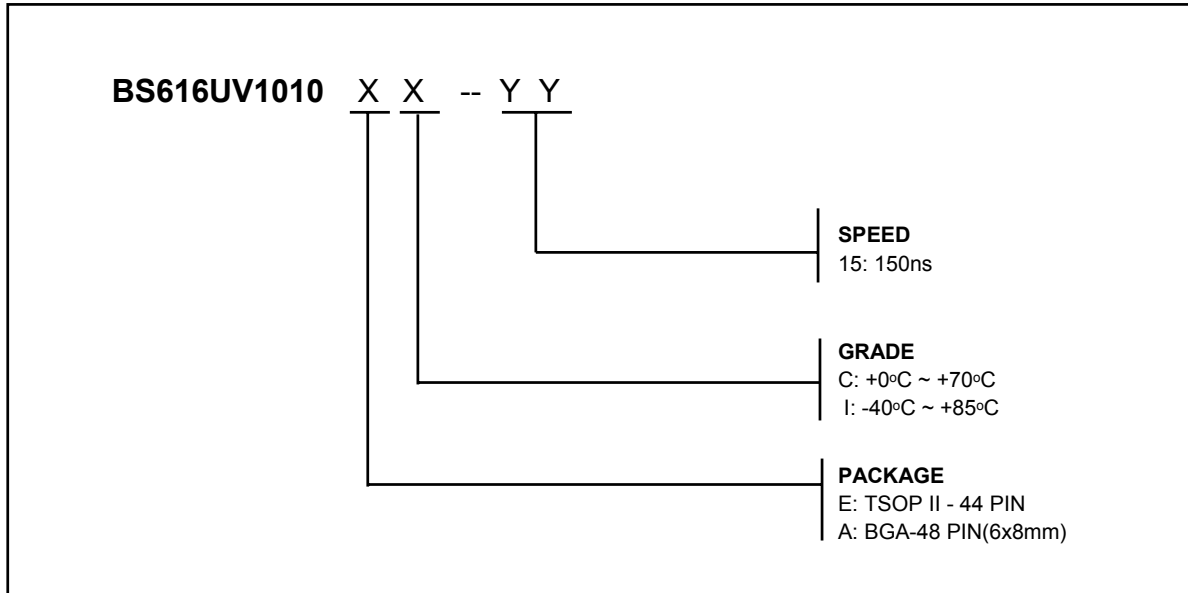 BS616UV1010 X X -- Y Y
SPEED
15: 150ns
GRADE
C: +0oC ~ +70oC
I: -40oC ~ +85oC
PACKAGE
E: TSOP II - 44 PIN
A: BGA-48 PIN(6x8mm)